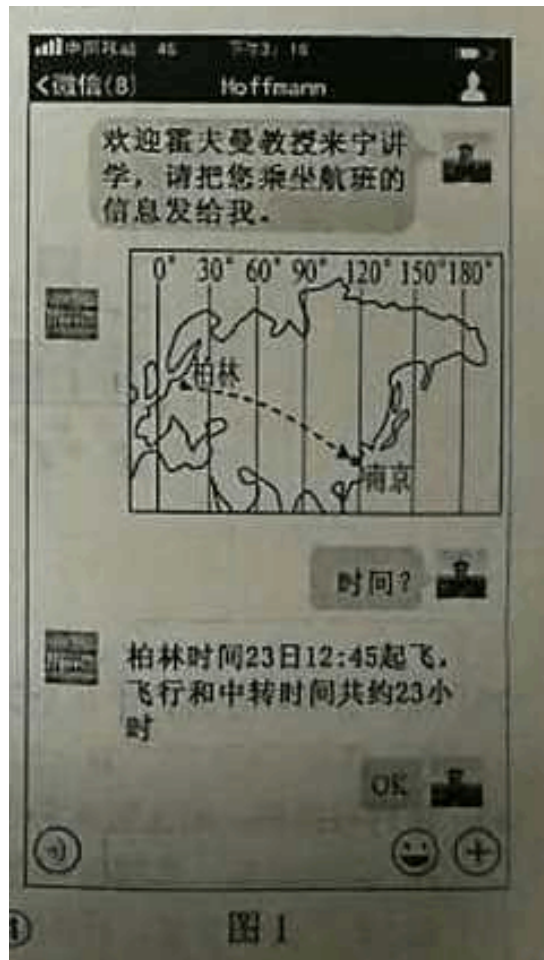 中国移动 4G 下午3:16
<微信(8) Hoffmann
欢迎霍夫曼教授来宁讲
学，请把您乘坐航班的
信息发给我。
0° 30° 60° 90° 120° 150° 180°
柏林
南京
时间?
柏林时间23日12:45起飞，
飞行和中转时间共约23小
时
OK
图1